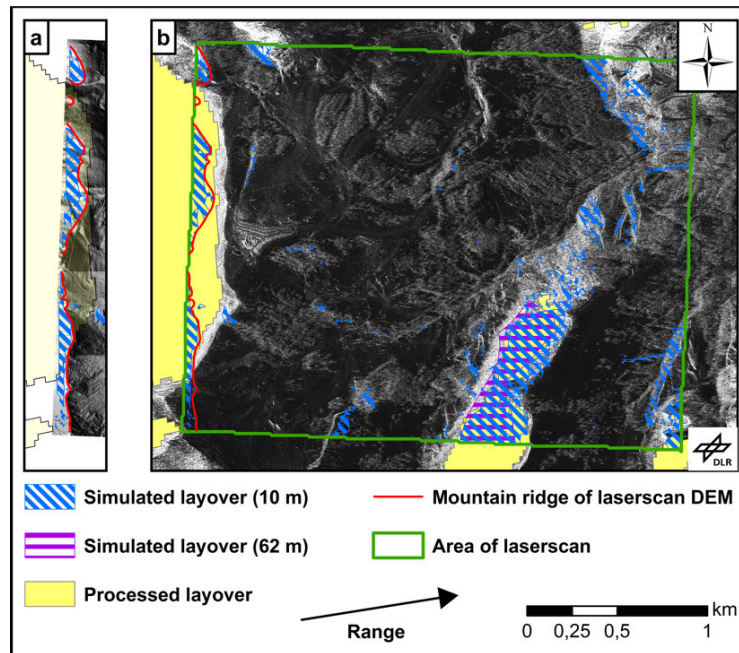 a
b
N
DLR
Simulated layover (10 m)
Mountain ridge of laserscan DEM
Simulated layover (62 m)
Area of laserscan
Processed layover
Range
km
0 0,25 0,5 1